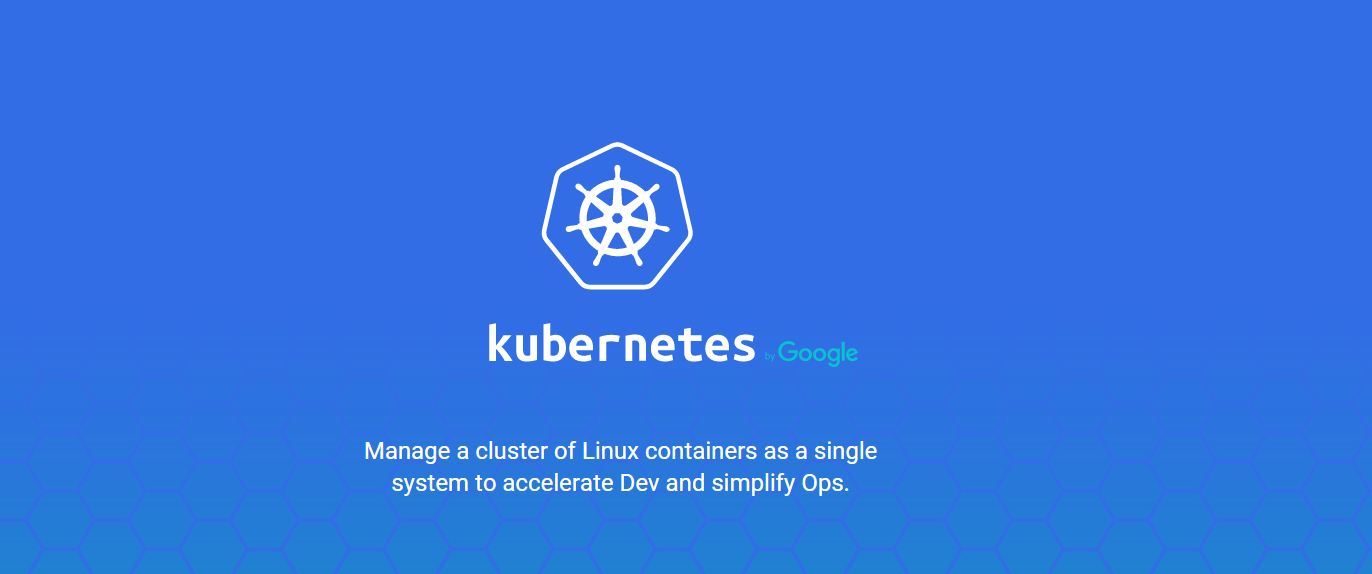 kubernetes by Google
Manage a cluster of Linux containers as a single
system to accelerate Dev and simplify Ops.